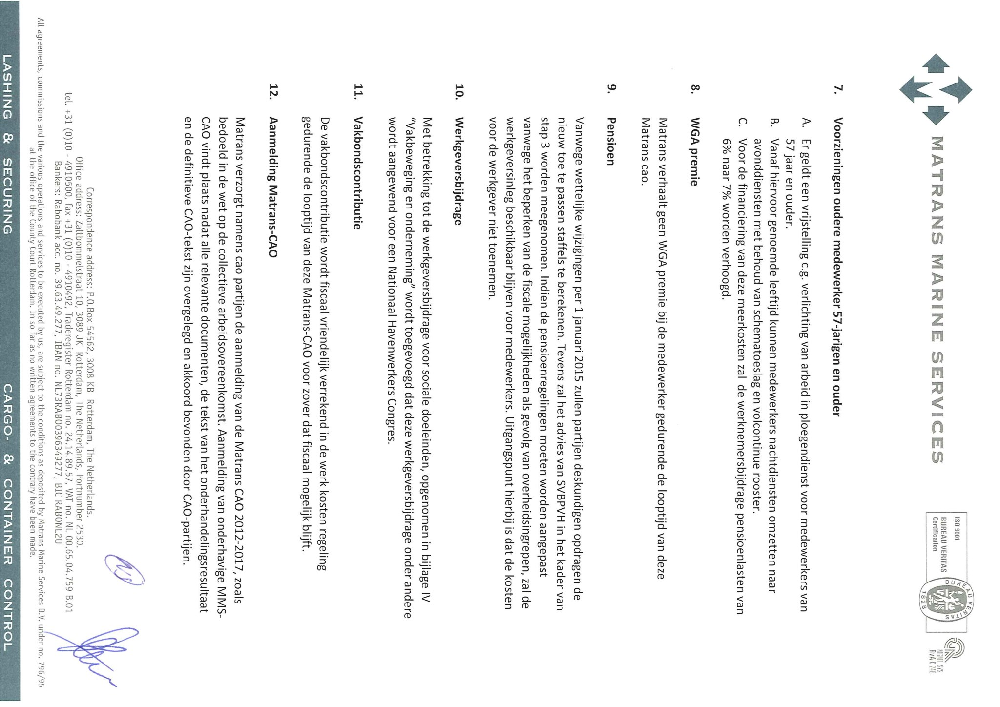 MATRANS MARINE SERVICES
ISO 9001
BUREAU VERITAS
Certification
BUREAU VERITAS
1828
MGMT. SYS
RvA C 248
7. Voorzieningen oudere medewerker 57-jarigen en ouder
A. Er geldt een vrijstelling c.g. verlichting van arbeid in ploegendienst voor medewerkers van
57 jaar en ouder.
B. Vanaf hiervoor genoemde leeftijd kunnen medewerkers nachtdiensten omzetten naar
avonddiensten met behoud van schematoeslag en volcontinue rooster.
C. Voor de financiering van deze meerkosten zal de werknemersbijdrage pensioenlasten van
6% naar 7% worden verhoogd.
8. WGA premie
Matrans verhaalt geen WGA premie bij de medewerker gedurende de looptijd van deze
Matrans cao.
9. Pensioen
Vanwege wettelijke wijzigingen per 1 januari 2015 zullen partijen deskundigen opdragen de
nieuw toe te passen staffels te berekenen. Tevens zal het advies van SVBPVH in het kader van
stap 3 worden meegenomen. Indien de pensioenregelingen moeten worden aangepast
vanwege het beperken van de fiscale mogelijkheden als gevolg van overheidsingrepen, zal de
werkgeversinleg beschikbaar blijven voor medewerkers. Uitgangspunt hierbij is dat de kosten
voor de werkgever niet toenemen.
10. Werkgeversbijdrage
Met betrekking tot de werkgeversbijdrage voor sociale doeleinden, opgenomen in bijlage IV
“Vakbeweging en onderneming” wordt toegevoegd dat deze werkgeversbijdrage onder andere
wordt aangewend voor een Nationaal Havenwerkers Congres.
11. Vakbondscontributie
De vakbondscontributie wordt fiscaal vriendelijk verrekend in de werk kosten regeling
gedurende de looptijd van deze Matrans-CAO voor zover dat fiscaal mogelijk blijft.
12. Aanmelding Matrans-CAO
Matrans verzorgt namens cao partijen de aanmelding van de Matrans CAO 2012-2017, zoals
bedoeld in de wet op de collectieve arbeidsovereenkomst. Aanmelding van onderhavige MMS-
CAO vindt plaats nadat alle relevante documenten, de tekst van het onderhandelingsresultaat
en de definitieve CAO-tekst zijn overgelegd en akkoord bevonden door CAO-partijen.
Correspondence address: P.O.Box 54562, 3008 KB Rotterdam, The Netherlands.
Office address: Zaltbommelstraat 10, 3089 JK Rotterdam, The Netherlands, Portnumber 2530.
tel. +31 (0)10 - 4910500, fax +31 (0)10 - 4910492, Traderegister Rotterdam no. 24.14.89.57, VAT no. NL 00.65.04.759 B.01
Bankers: Rabobank acc. no. 39.63.49.277, IBAN no. NL73RABO0396349277, BIC RABONL2U
All agreements, commissions and the various operations and services to be executed by us, are subject to the conditions as deposited by Matrans Marine Services B.V. under no. 796/95
at the office of the County Court Rotterdam. In so far as no written agreements to the contrary have been made.
LASHING & SECURING CARGO- & CONTAINER CONTROL